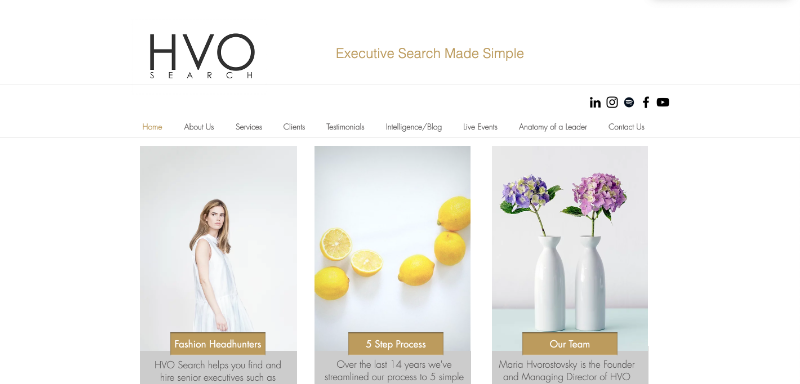 HVO
SEARCH
Executive Search Made Simple
Home About Us Services Clients Testimonials Intelligence/Blog Live Events Anatomy of a Leader Contact Us
Fashion Headhunters
HVO Search helps you find and
hire senior executives such as
5 Step Process
Over the last 14 years we've
streamlined our process to 5 simple
Our Team
Maria Hvorostovsky is the Founder
and Managing Director of HVO